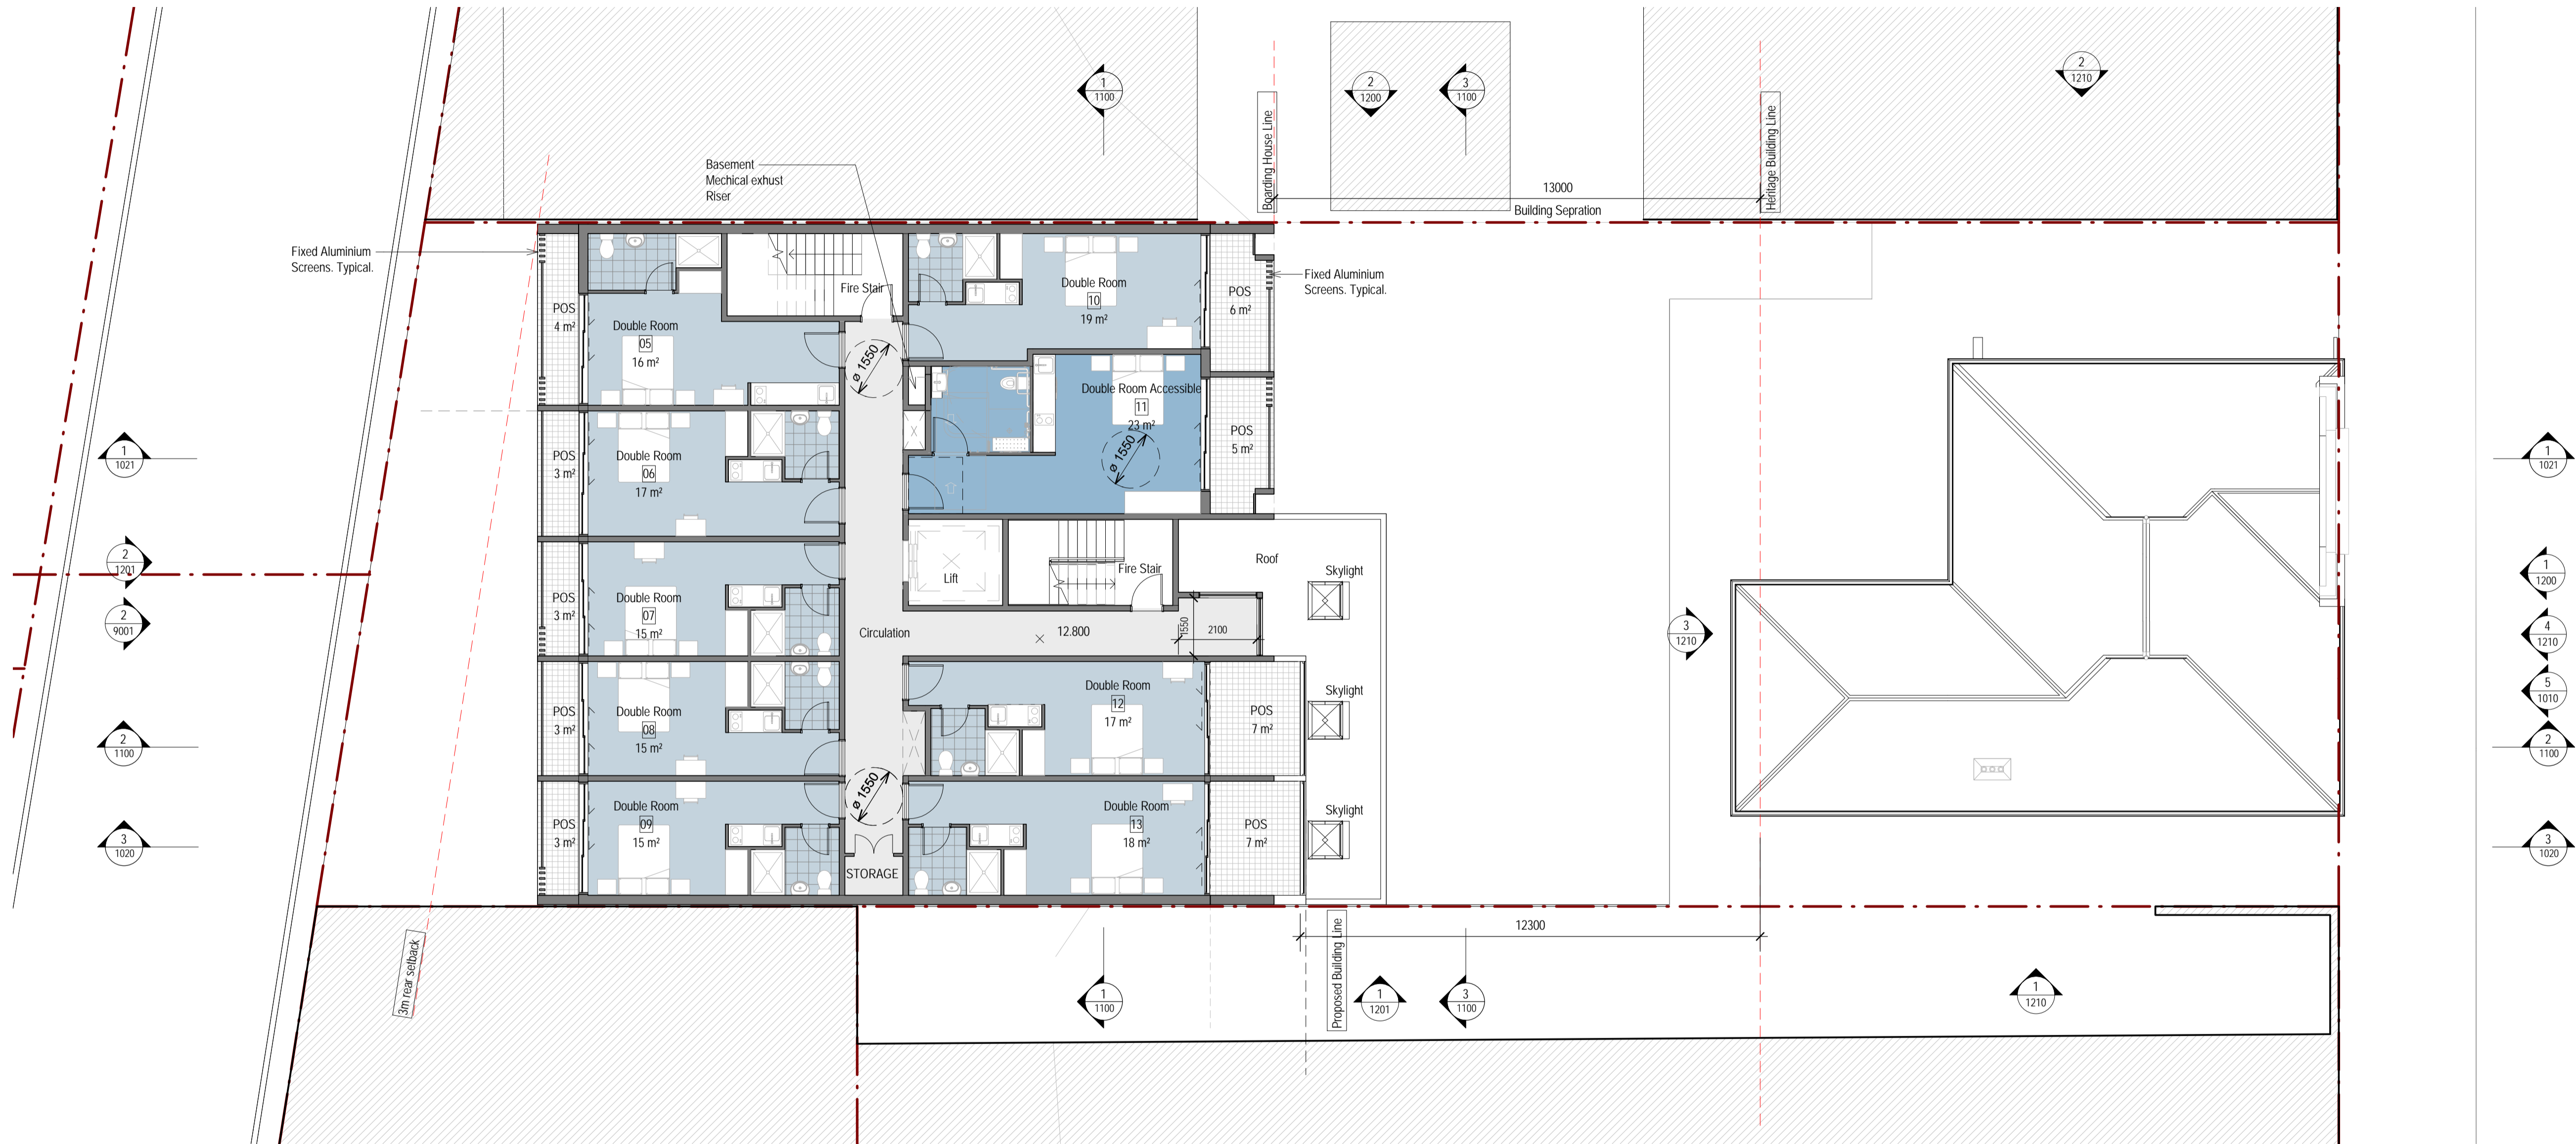 1
1100
2
1200
3
1100
2
1210
Boarding House Line
Heritage Building Line
13000
Building Sepration
Basement
Mechical exhust
Riser
Fixed Aluminium
Screens. Typical.
Fixed Aluminium
Screens. Typical.
POS
4 m²
Double Room
05
16 m²
Fire Stair
ø 1550
Double Room
10
19 m²
POS
6 m²
Double Room Accessible
11
23 m²
ø 1550
POS
5 m²
1
1021
POS
3 m²
Double Room
06
17 m²
1
1021
2
1201
POS
3 m²
Double Room
07
15 m²
Lift
Fire Stair
Roof
Skylight
1
1200
2
9001
Circulation
12.800
1550
2100
3
1210
4
1210
POS
3 m²
Double Room
08
15 m²
Double Room
12
17 m²
POS
7 m²
Skylight
5
1010
2
1100
2
1100
POS
3 m²
Double Room
09
15 m²
ø 1550
STORAGE
Double Room
13
18 m²
POS
7 m²
Skylight
3
1020
3
1020
3m rear setback
Proposed Building Line
12300
1
1100
1
1201
3
1100
1
1210